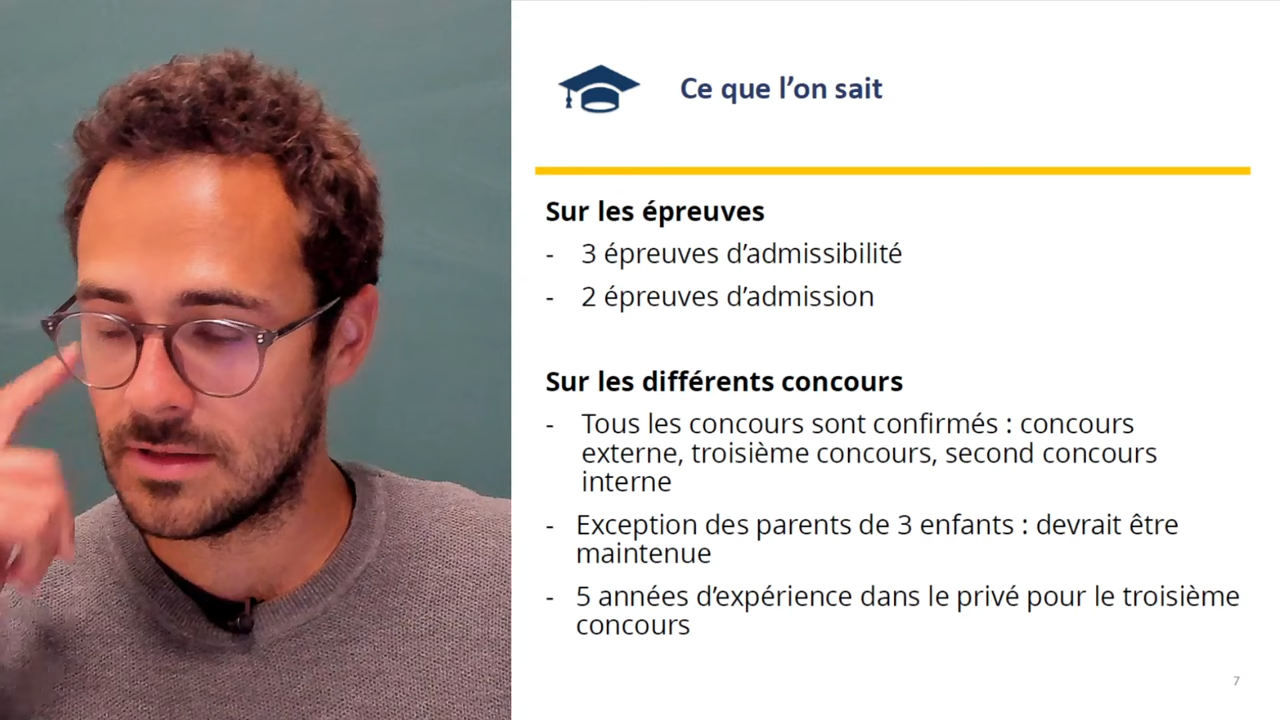 Ce que l’on sait
Sur les épreuves
- 3 épreuves d’admissibilité
- 2 épreuves d’admission
Sur les différents concours
- Tous les concours sont confirmés : concours
externe, troisième concours, second concours
interne
- Exception des parents de 3 enfants : devrait être
maintenue
- 5 années d’expérience dans le privé pour le troisième
concours
7